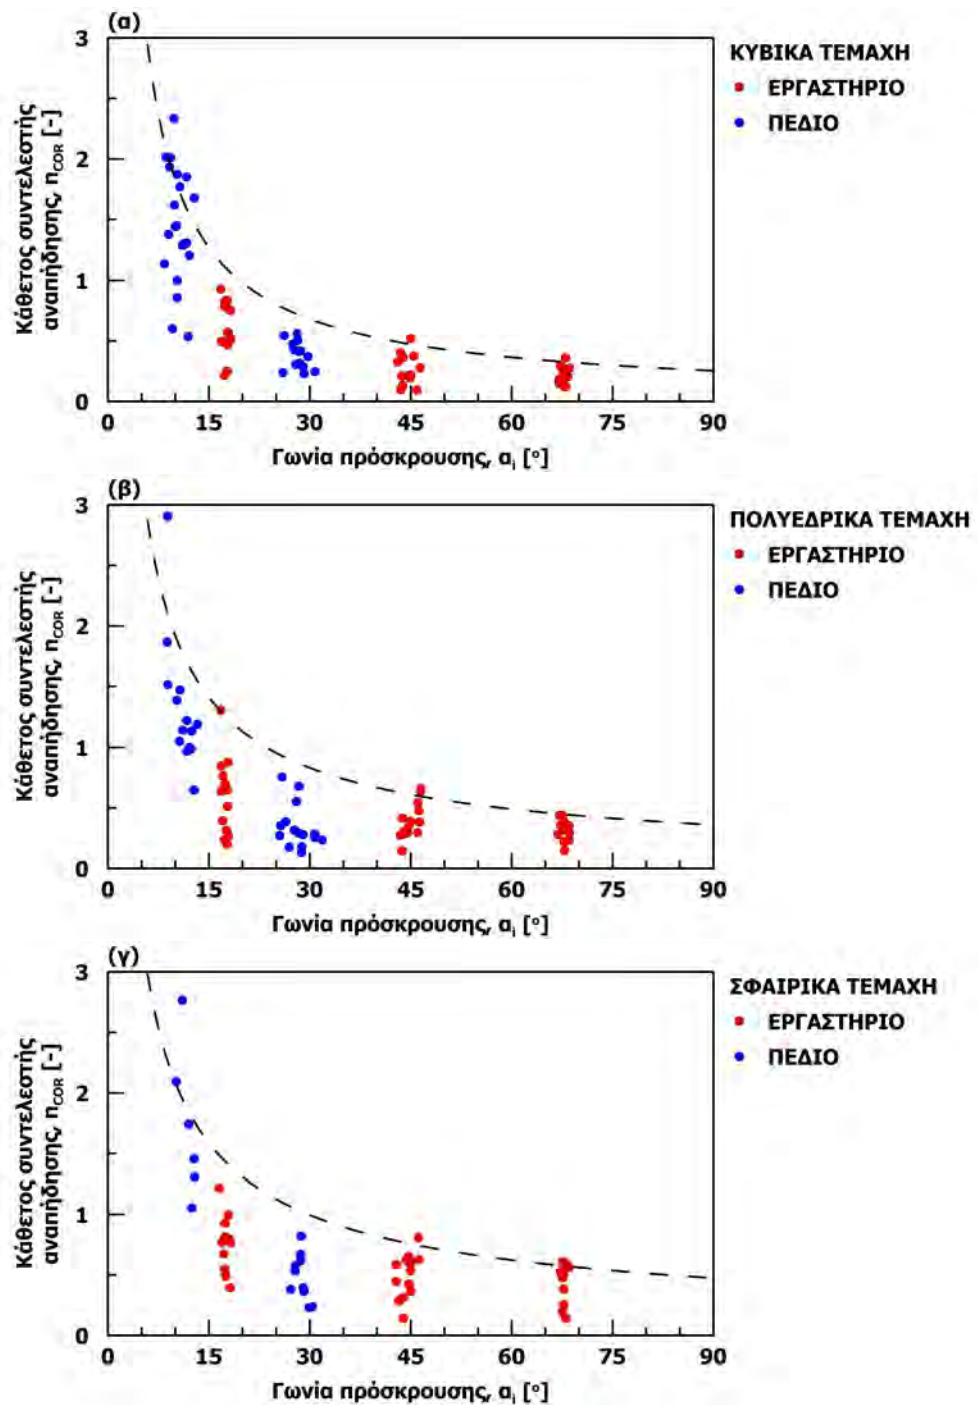 (α)
3
2
1
0
0 15 30 45 60 75 90
Κάθετος συντελεστής
αναπήδησης, n_COR [-]
Γωνία πρόσκρουσης, α_i [°]
ΚΥΒΙΚΑ ΤΕΜΑΧΗ
ΕΡΓΑΣΤΗΡΙΟ
ΠΕΔΙΟ
(β)
3
2
1
0
0 15 30 45 60 75 90
Κάθετος συντελεστής
αναπήδησης, n_COR [-]
Γωνία πρόσκρουσης, α_i [°]
ΠΟΛΥΕΔΡΙΚΑ ΤΕΜΑΧΗ
ΕΡΓΑΣΤΗΡΙΟ
ΠΕΔΙΟ
(γ)
3
2
1
0
0 15 30 45 60 75 90
Κάθετος συντελεστής
αναπήδησης, n_COR [-]
Γωνία πρόσκρουσης, α_i [°]
ΣΦΑΙΡΙΚΑ ΤΕΜΑΧΗ
ΕΡΓΑΣΤΗΡΙΟ
ΠΕΔΙΟ